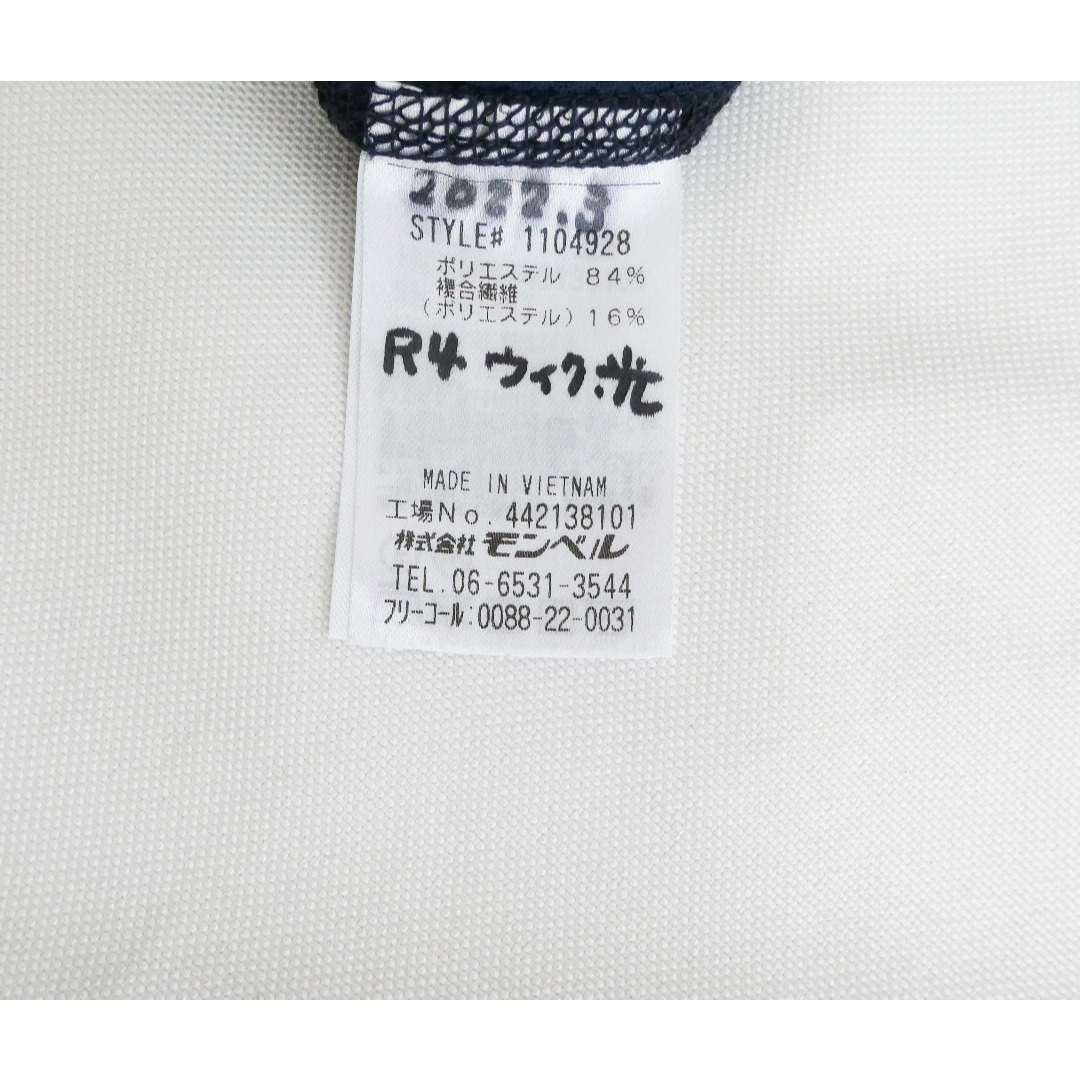 2022.3
STYLE# 1104928
ポリエステル 84%
複合繊維
(ポリエステル) 16%
R4 ウィク.光
MADE IN VIETNAM
工場No. 442138101
株式会社 モンベル
TEL. 06-6531-3544
フリーコール:0088-22-0031